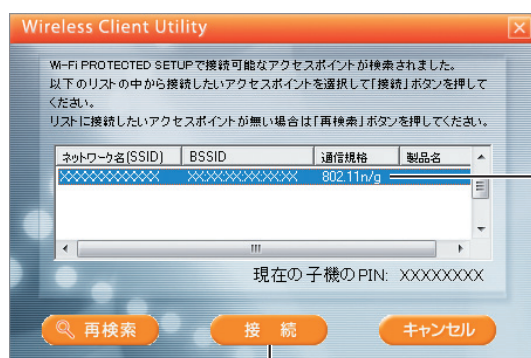 Wireless Client Utility
Wi-Fi PROTECTED SETUPで接続可能なアクセスポイントが検索されました。
以下のリストの中から接続したいアクセスポイントを選択して「接続」ボタンを押して
ください。
リストに接続したいアクセスポイントが無い場合は「再検索」ボタンを押してください。
ネットワーク名(SSID) BSSID 通信規格 製品名
XXXXXXXXXXX XX:XX:XX:XX:XX:XX 802.11n/g
現在の子機のPIN: XXXXXXXX
再検索 接 続 キャンセル